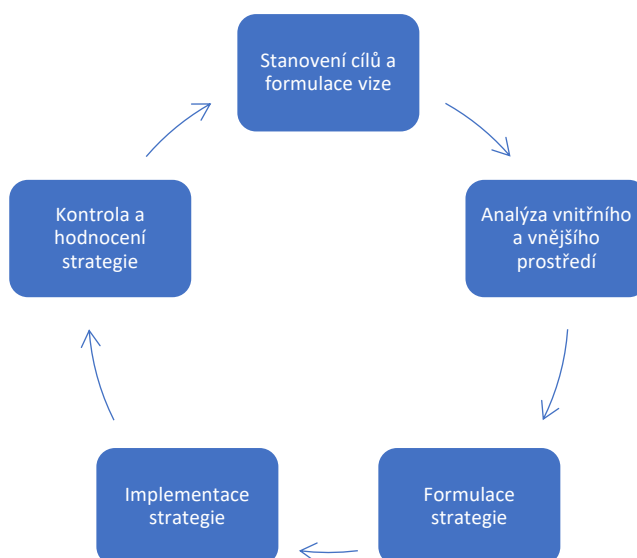 Stanovení cílů a
formulace vize
Analýza vnitřního
a vnějšího
prostředí
Formulace
strategie
Implementace
strategie
Kontrola a
hodnocení
strategie